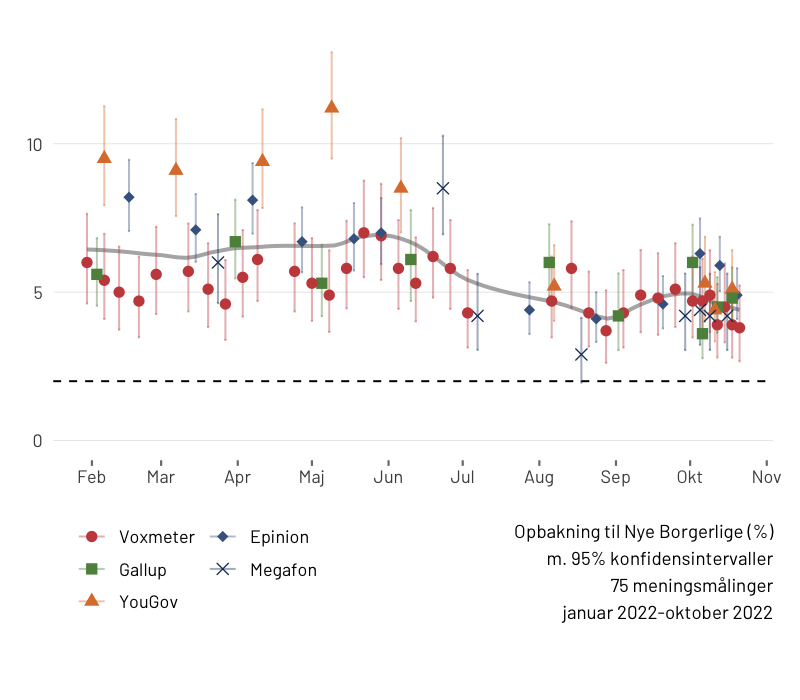 10
5
0
Feb Mar Apr Maj Jun Jul Aug Sep Okt Nov
Voxmeter Epinion
Gallup Megafon
YouGov
Opbakning til Nye Borgerlige (%)
m. 95% konfidensintervaller
75 meningsmålinger
januar 2022-oktober 2022